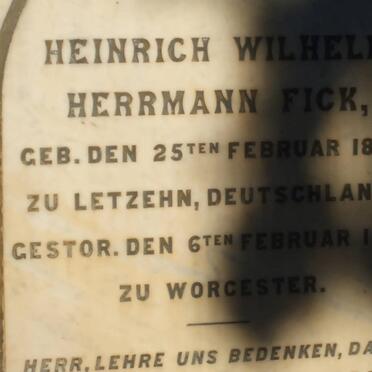 HEINRICH WILHEL
HERRMANN FICK,
GEB. DEN 25TEN FEBRUAR 18
ZU LETZEHN, DEUTSCHLAN
GESTOR. DEN 6TEN FEBRUAR 1
ZU WORCESTER.
HERR, LEHRE UNS BEDENKEN, DA